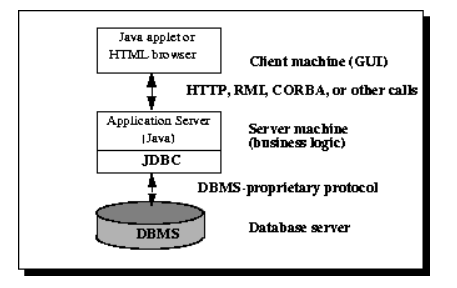 Java applet or
HTML browser
Client machine (GUI)
HTTP, RMI, CORBA, or other calls
Application Server
(Java)
JDBC
Server machine
(business logic)
DBMS-proprietary protocol
DBMS
Database server